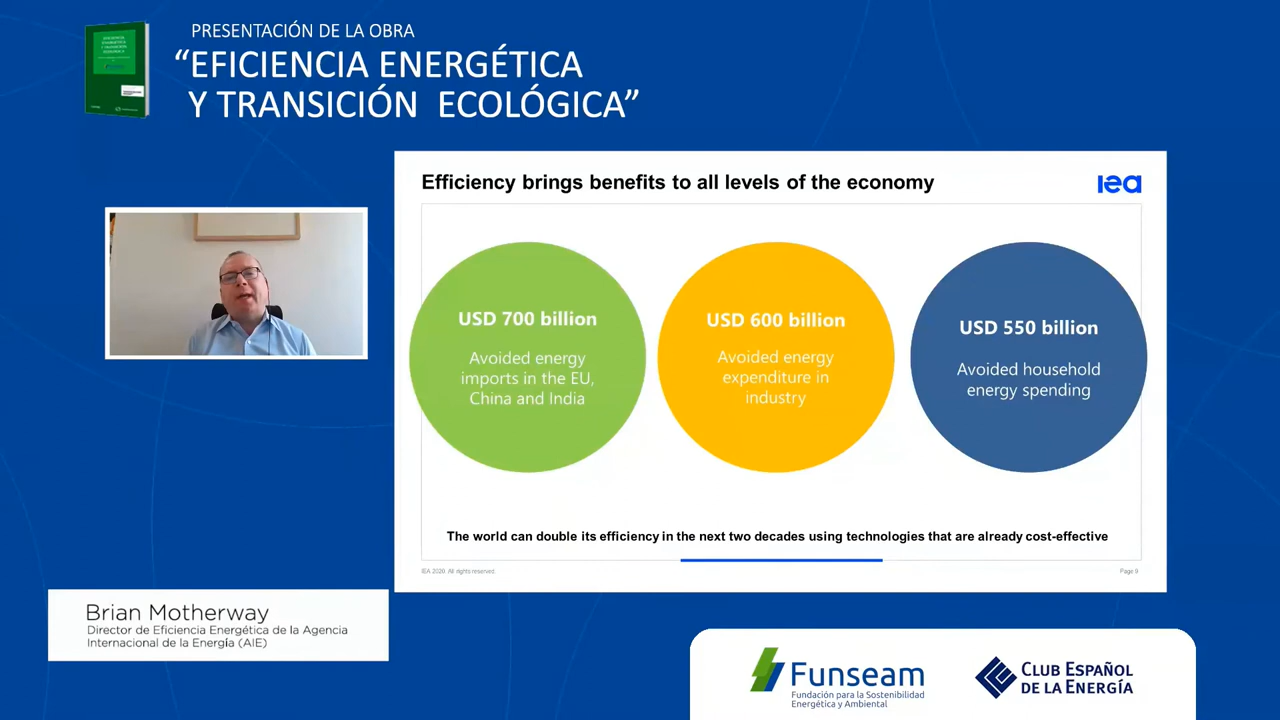 PRESENTACIÓN DE LA OBRA
“EFICIENCIA ENERGÉTICA
Y TRANSICIÓN ECOLÓGICA”
EFICIENCIA
ENERGÉTICA
Y TRANSICIÓN
ECOLÓGICA
Efficiency brings benefits to all levels of the economy
iea
USD 700 billion
Avoided energy
imports in the EU,
China and India
USD 600 billion
Avoided energy
expenditure in
industry
USD 550 billion
Avoided household
energy spending
The world can double its efficiency in the next two decades using technologies that are already cost-effective
IEA 2020. All rights reserved.
Page 9
Brian Motherway
Director de Eficiencia Energética de la Agencia
Internacional de la Energía (AIE)
Funseam
Fundación para la Sostenibilidad
Energética y Ambiental
CLUB ESPAÑOL
DE LA ENERGÍA